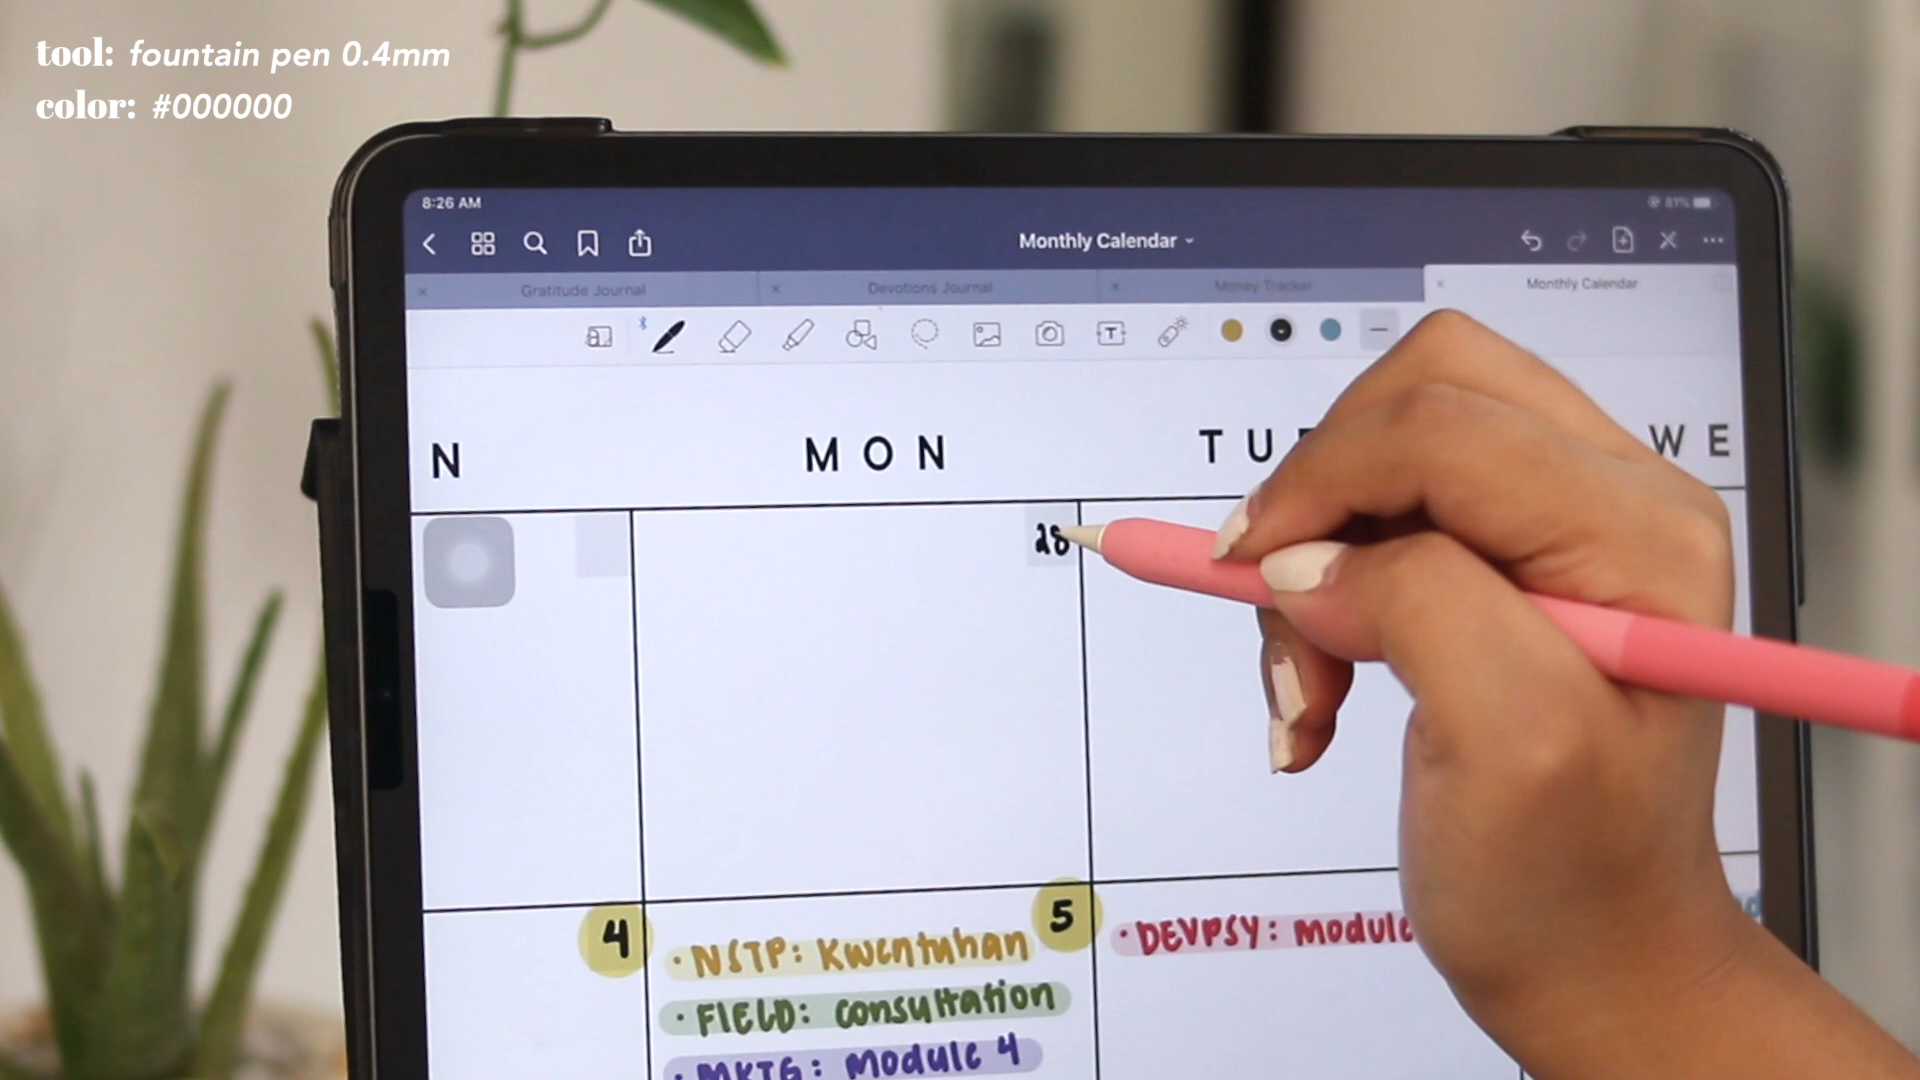 tool: fountain pen 0.4mm
color: #000000
8:26 AM
81%
Monthly Calendar
Gratitude Journal
Devotions Journal
Money Tracker
Monthly Calendar
T
N
MON
TU
WE
28
4
5
· NSTP: Kwentuhan
· DEVPSY: module
· FIELD: consultation
· MKTG: Module 4